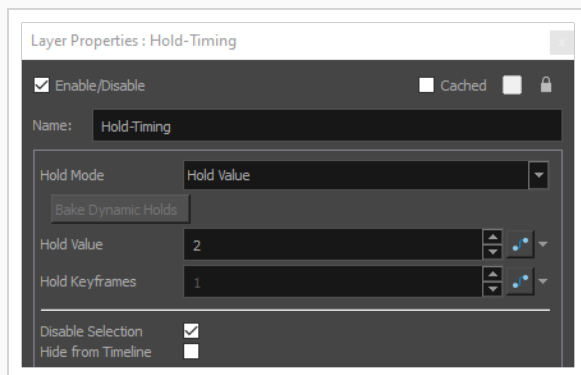 Layer Properties : Hold-Timing
Enable/Disable Cached
Name: Hold-Timing
Hold Mode Hold Value
Bake Dynamic Holds
Hold Value 2
Hold Keyframes 1
Disable Selection
Hide from Timeline